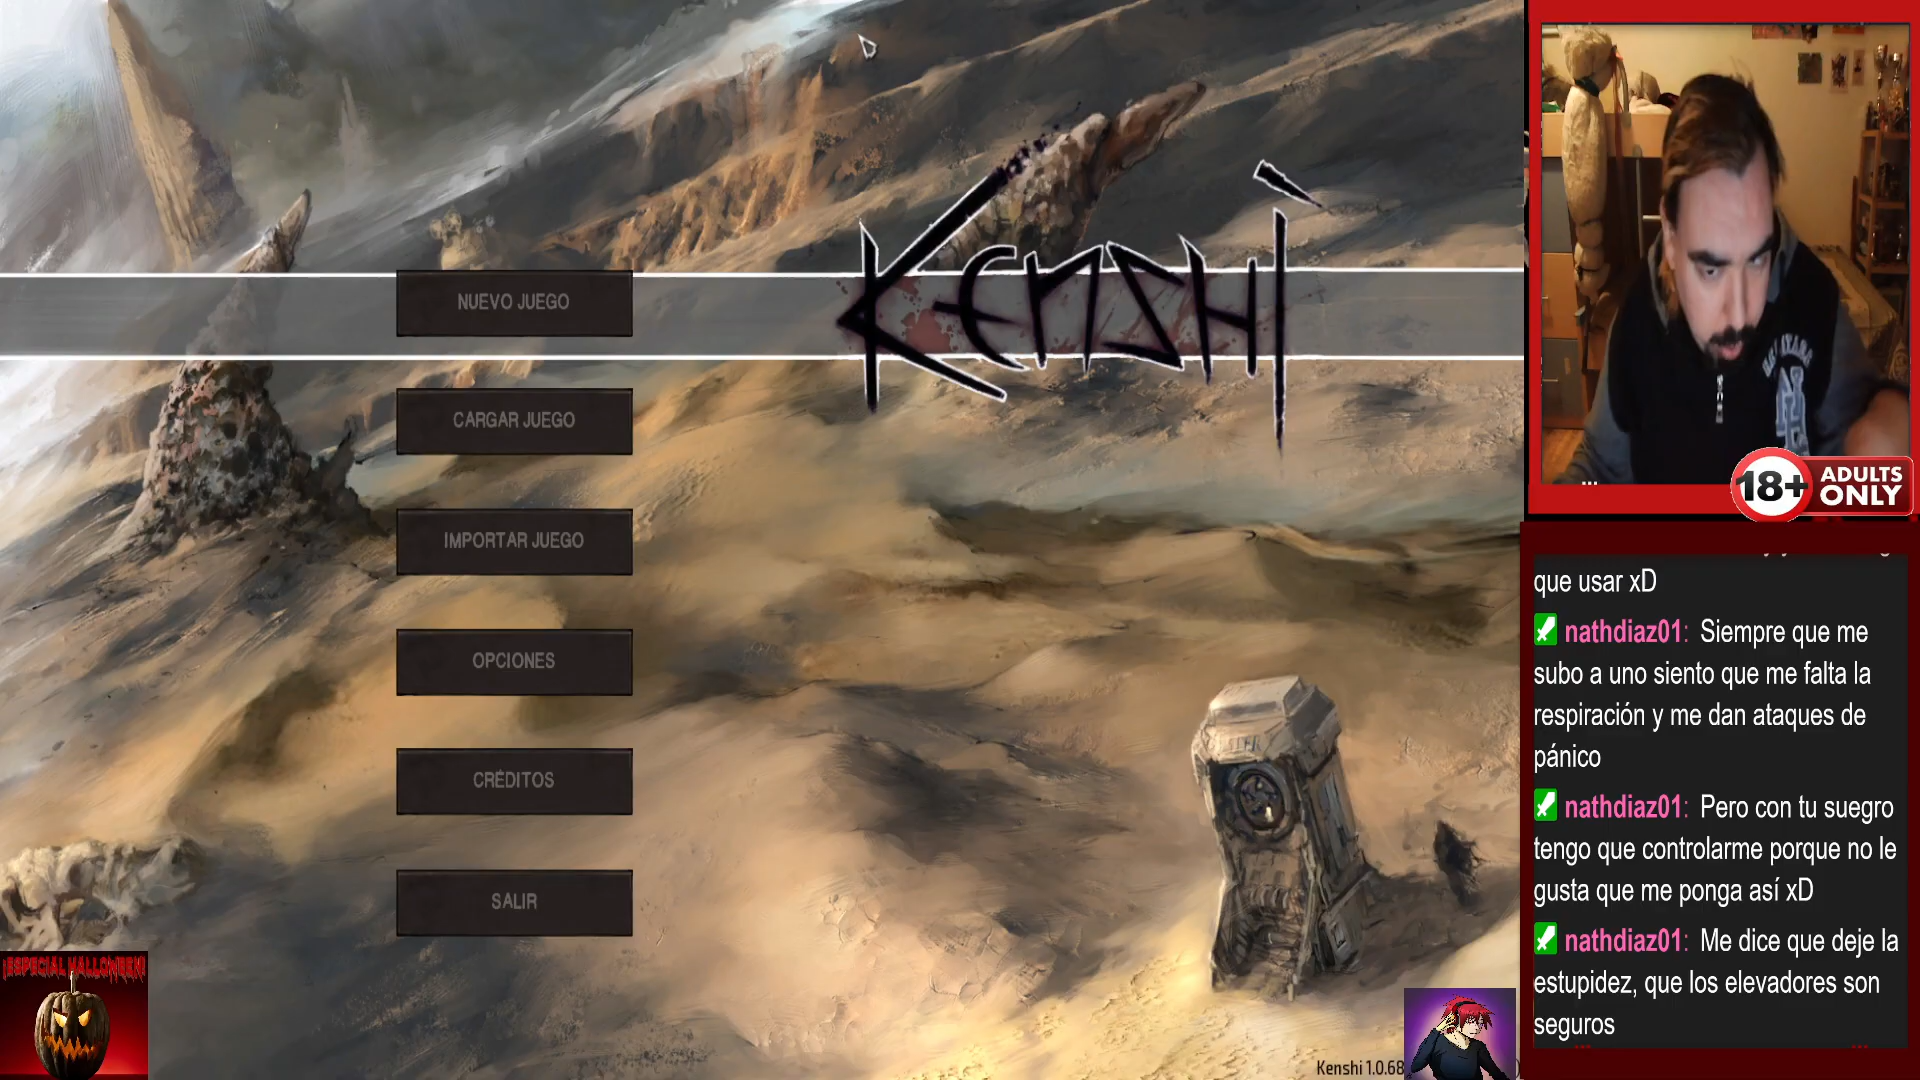 Kenshi
NUEVO JUEGO
CARGAR JUEGO
IMPORTAR JUEGO
OPCIONES
CRÉDITOS
SALIR
¡ESPECIAL HALLOWEEN!
Kenshi 1.0.68
18+ ADULTS
ONLY
que usar xD
nathdiaz01: Siempre que me
subo a uno siento que me falta la
respiración y me dan ataques de
pánico
nathdiaz01: Pero con tu suegro
tengo que controlarme porque no le
gusta que me ponga así xD
nathdiaz01: Me dice que deje la
estupidez, que los elevadores son
seguros